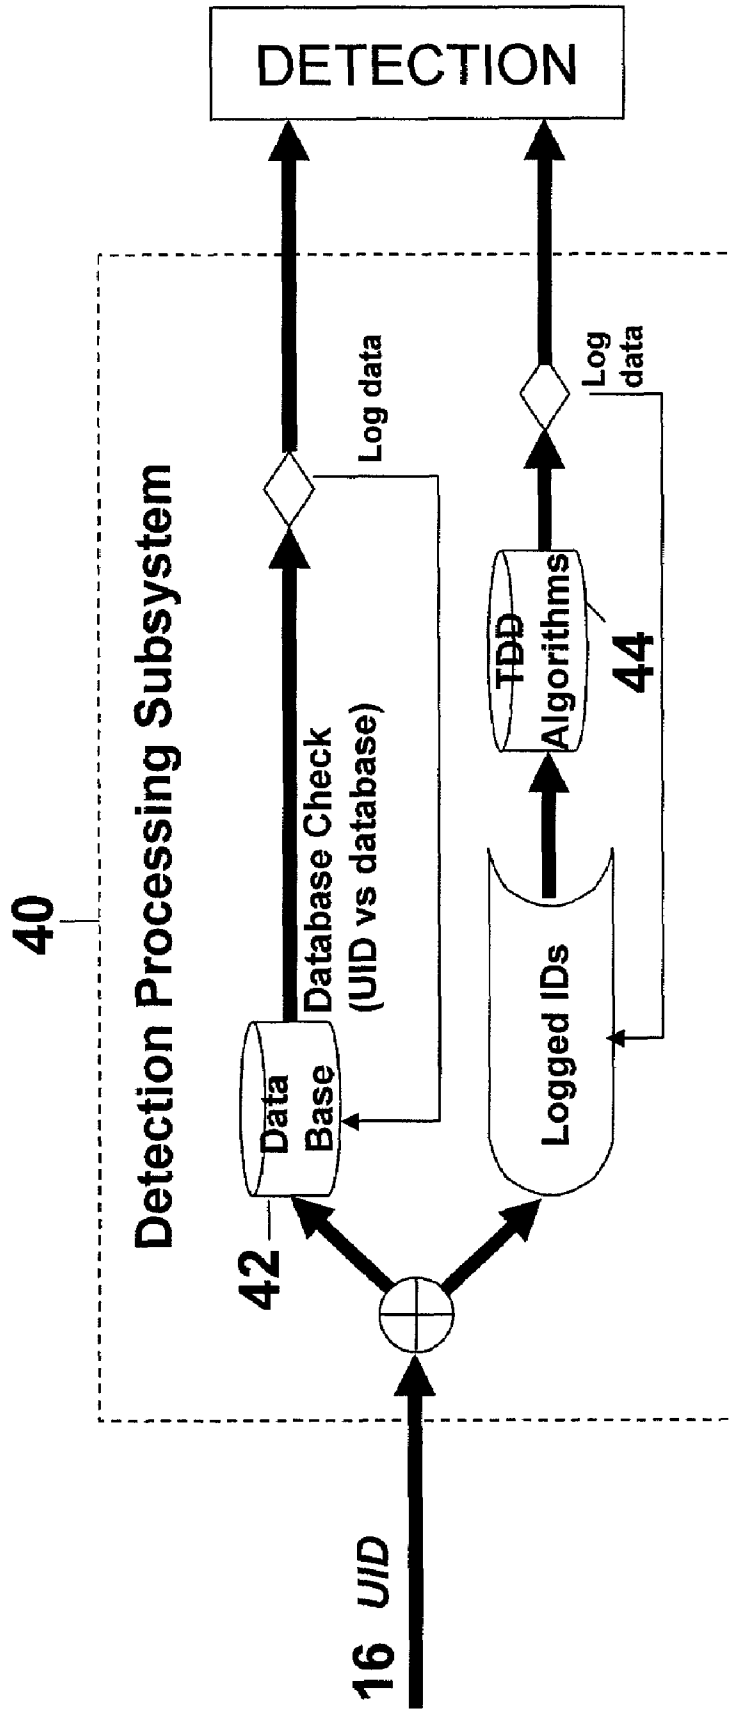 40
Detection Processing Subsystem
16 UID
42
Data
Base
Database Check
(UID vs database)
Log data
DETECTION
Logged IDs
TDD
Algorithms
44
Log
data